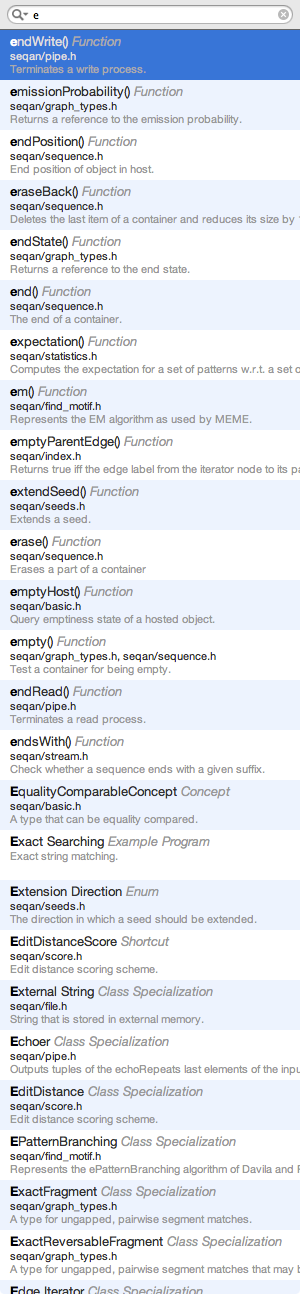 e
endWrite() Function
seqan/pipe.h
Terminates a write process.
emissionProbability() Function
seqan/graph_types.h
Returns a reference to the emission probability.
endPosition() Function
seqan/sequence.h
End position of object in host.
eraseBack() Function
seqan/sequence.h
Deletes the last item of a container and reduces its size by
endState() Function
seqan/graph_types.h
Returns a reference to the end state.
end() Function
seqan/sequence.h
The end of a container.
expectation() Function
seqan/statistics.h
Computes the expectation for a set of patterns w.r.t. a set
em() Function
seqan/find_motif.h
Represents the EM algorithm as used by MEME.
emptyParentEdge() Function
seqan/index.h
Returns true iff the edge label from the iterator node to its pa
extendSeed() Function
seqan/seeds.h
Extends a seed.
erase() Function
seqan/sequence.h
Erases a part of a container
emptyHost() Function
seqan/basic.h
Query emptiness state of a hosted object.
empty() Function
seqan/graph_types.h, seqan/sequence.h
Test a container for being empty.
endRead() Function
seqan/pipe.h
Terminates a read process.
endsWith() Function
seqan/stream.h
Check whether a sequence ends with a given suffix.
EqualityComparableConcept Concept
seqan/basic.h
A type that can be equality compared.
Exact Searching Example Program
Exact string matching.
Extension Direction Enum
seqan/seeds.h
The direction in which a seed should be extended.
EditDistanceScore Shortcut
seqan/score.h
Edit distance scoring scheme.
External String Class Specialization
seqan/file.h
String that is stored in external memory.
Echoer Class Specialization
seqan/pipe.h
Outputs tuples of the echoRepeats last elements of the inpu
EditDistance Class Specialization
seqan/score.h
Edit distance scoring scheme.
EPatternBranching Class Specialization
seqan/find_motif.h
Represents the ePatternBranching algorithm of Davila and
ExactFragment Class Specialization
seqan/graph_types.h
A type for ungapped, pairwise segment matches.
ExactReversableFragment Class Specialization
seqan/graph_types.h
A type for ungapped, pairwise segment matches that may b
Edge Iterator Class Specialization